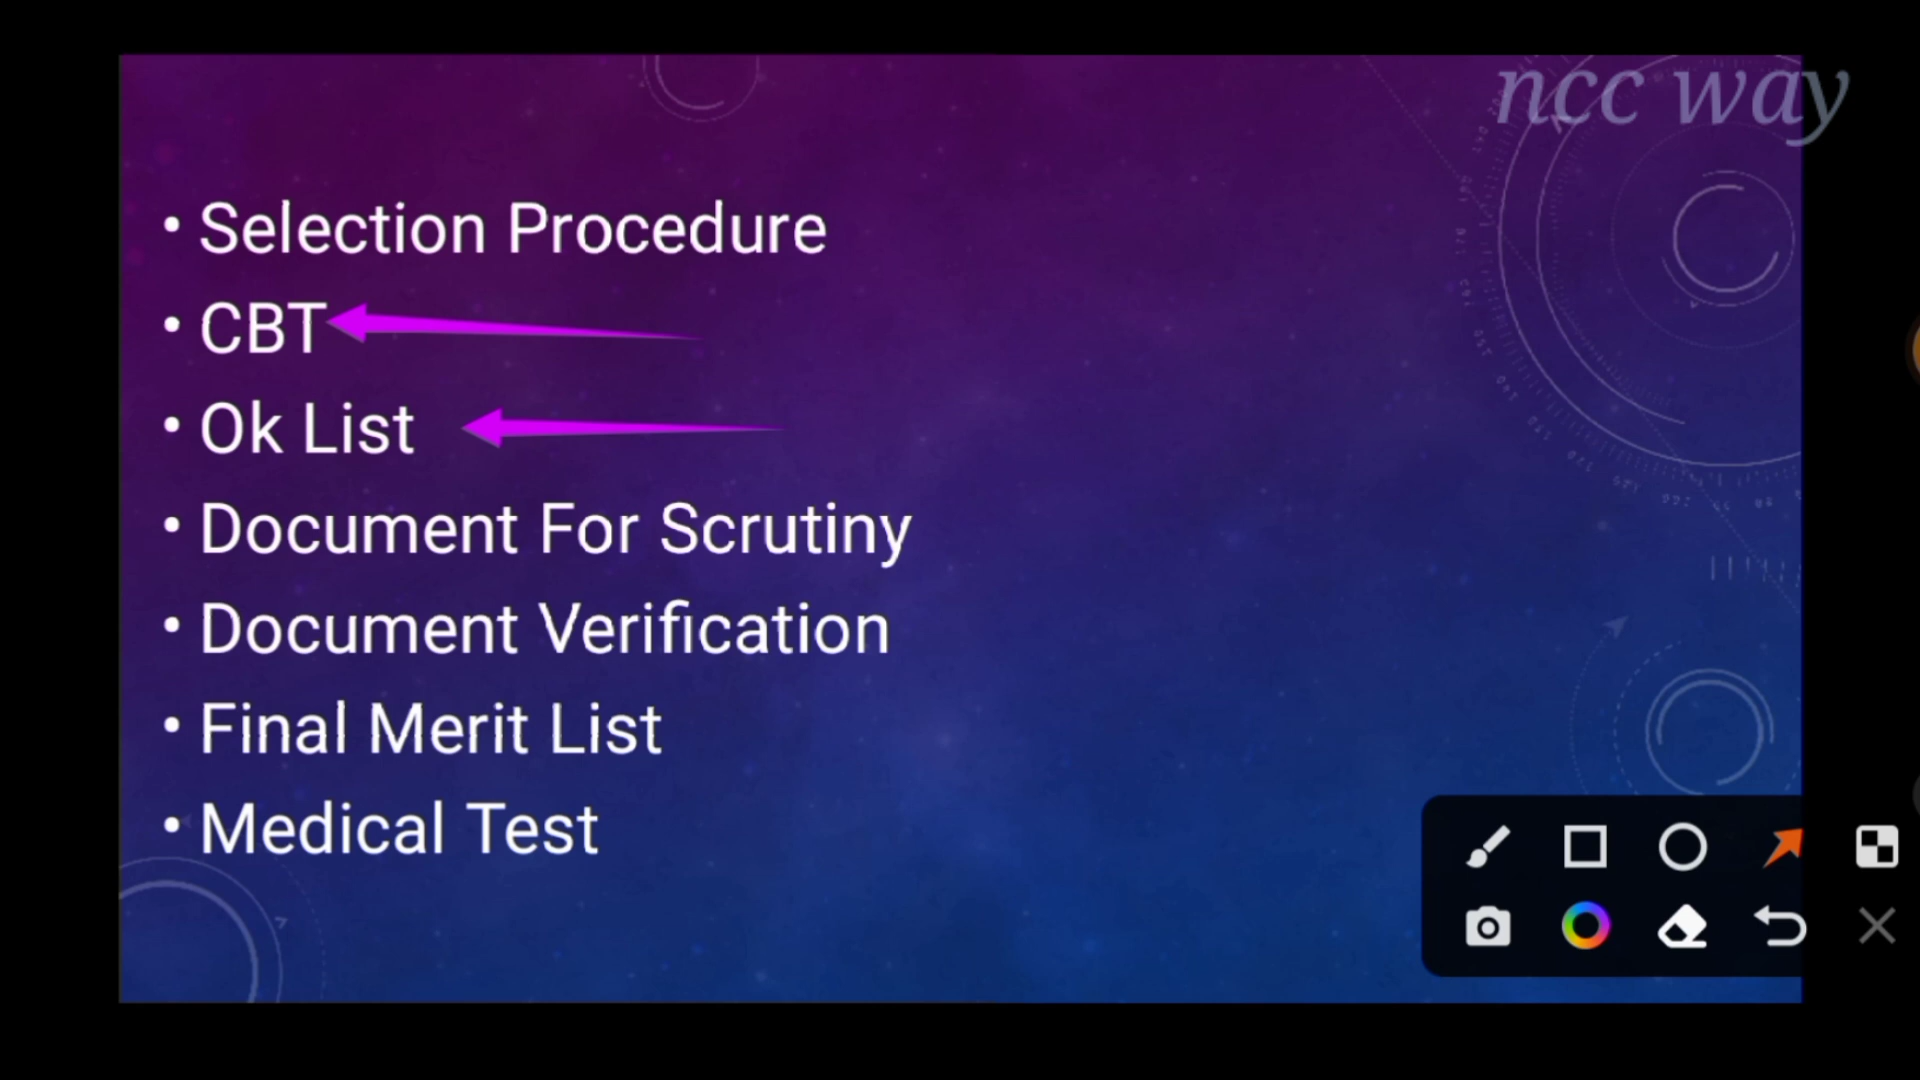 ncc way
• Selection Procedure
• CBT
• Ok List
• Document For Scrutiny
• Document Verification
• Final Merit List
• Medical Test